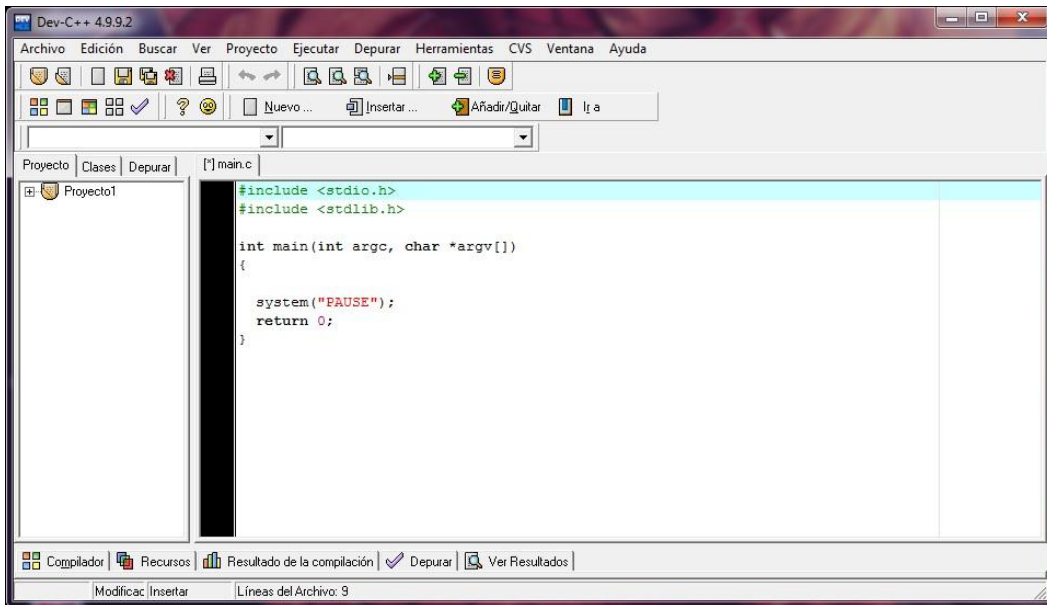 Dev-C++ 4.9.9.2
Archivo Edición Buscar Ver Proyecto Ejecutar Depurar Herramientas CVS Ventana Ayuda
Nuevo ... Insertar ... Añadir/Quitar Ir a
Proyecto Clases Depurar [*] main.c
Proyecto1
#include <stdio.h>
#include <stdlib.h>
int main(int argc, char *argv[])
{
system("PAUSE");
return 0;
}
Compilador Recursos Resultado de la compilación Depurar Ver Resultados
Modificac Insertar Líneas del Archivo: 9